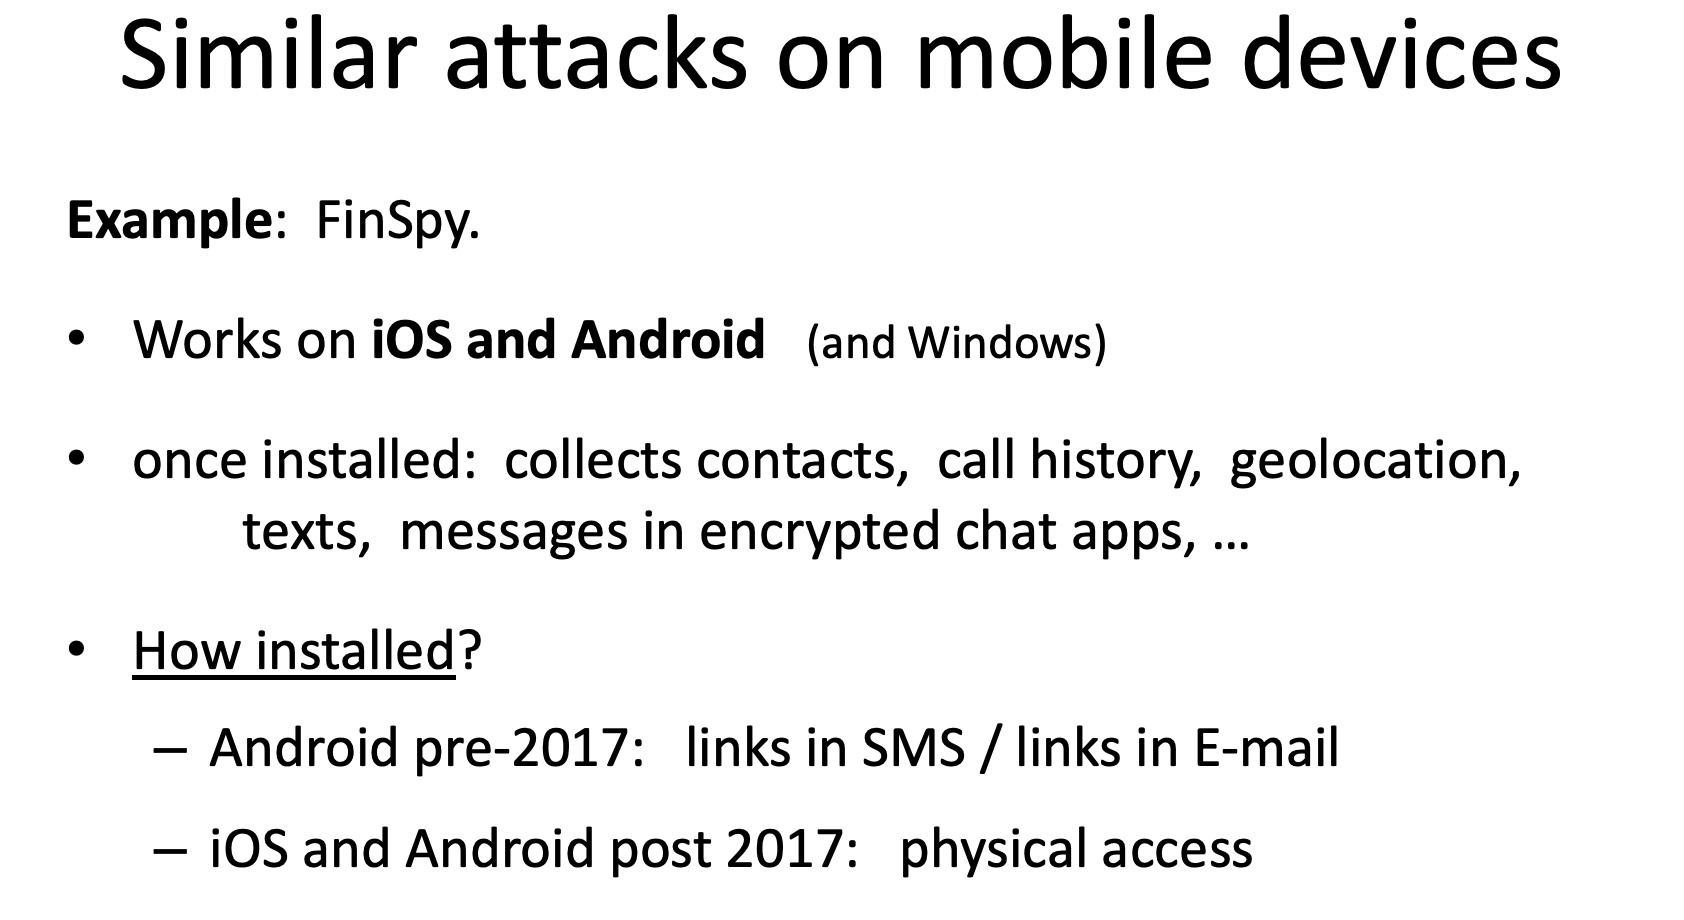 Similar attacks on mobile devices
Example: FinSpy.
• Works on iOS and Android (and Windows)
• once installed: collects contacts, call history, geolocation,
texts, messages in encrypted chat apps, …
• How installed?
– Android pre-2017: links in SMS / links in E-mail
– iOS and Android post 2017: physical access